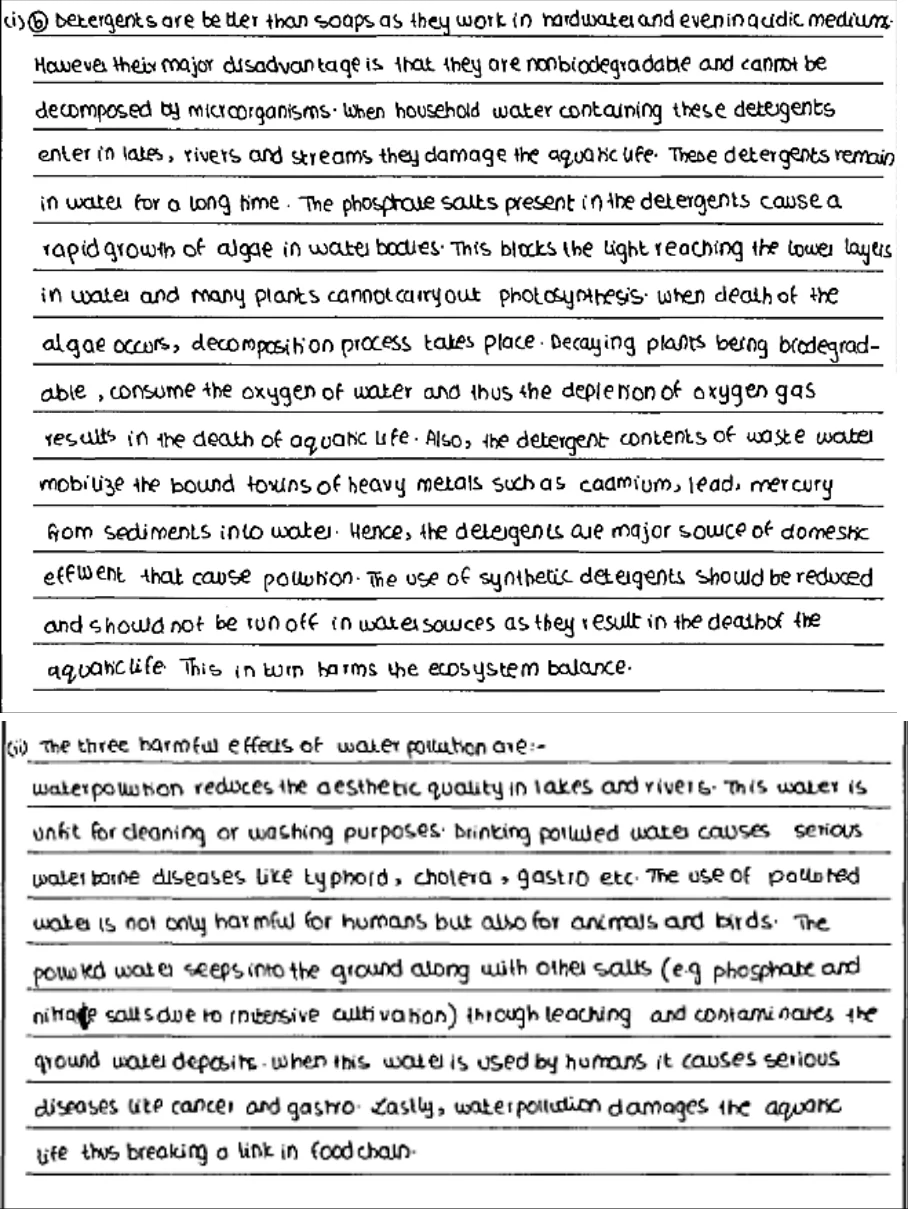 (i) ⓑ Detergents are better than soaps as they work in hardwater and even in acidic medium.
However their major disadvantage is that they are nonbiodegradable and cannot be
decomposed by microorganisms. When household water containing these detergents
enter in lakes, rivers and streams they damage the aquatic life. These detergents remain
in water for a long time. The phosphate salts present in the detergents cause a
rapid growth of algae in water bodies. This blocks the light reaching the lower layers
in water and many plants cannot carry out photosynthesis. When death of the
algae occurs, decomposition process takes place. Decaying plants being biodegrad-
able, consume the oxygen of water and thus the depletion of oxygen gas
results in the death of aquatic life. Also, the detergent contents of waste water
mobilize the bound toxins of heavy metals such as cadmium, lead, mercury
from sediments into water. Hence, the detergents are major source of domestic
effluent that cause pollution. The use of synthetic detergents should be reduced
and should not be run off in water sources as they result in the death of the
aquatic life. This in turn harms the ecosystem balance.
(ii) The three harmful effects of water pollution are:-
water pollution reduces the aesthetic quality in lakes and rivers. This water is
unfit for cleaning or washing purposes. Drinking polluted water causes serious
water borne diseases like typhoid, cholera, gastro etc. The use of polluted
water is not only harmful for humans but also for animals and birds. The
polluted water seeps into the ground along with other salts (e.g phosphate and
nitrate salts due to intensive cultivation) through leaching and contaminates the
ground water deposits. When this water is used by humans it causes serious
diseases like cancer and gastro. Lastly, water pollution damages the aquatic
life thus breaking a link in food chain.